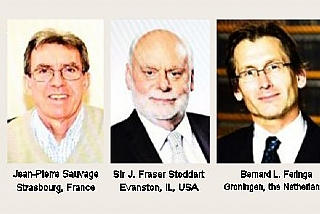 Jean-Pierre Sauvage
Strasbourg, France
Sir J. Fraser Stoddart
Evanston, IL, USA
Bernard L. Feringa
Groningen, the Netherlan